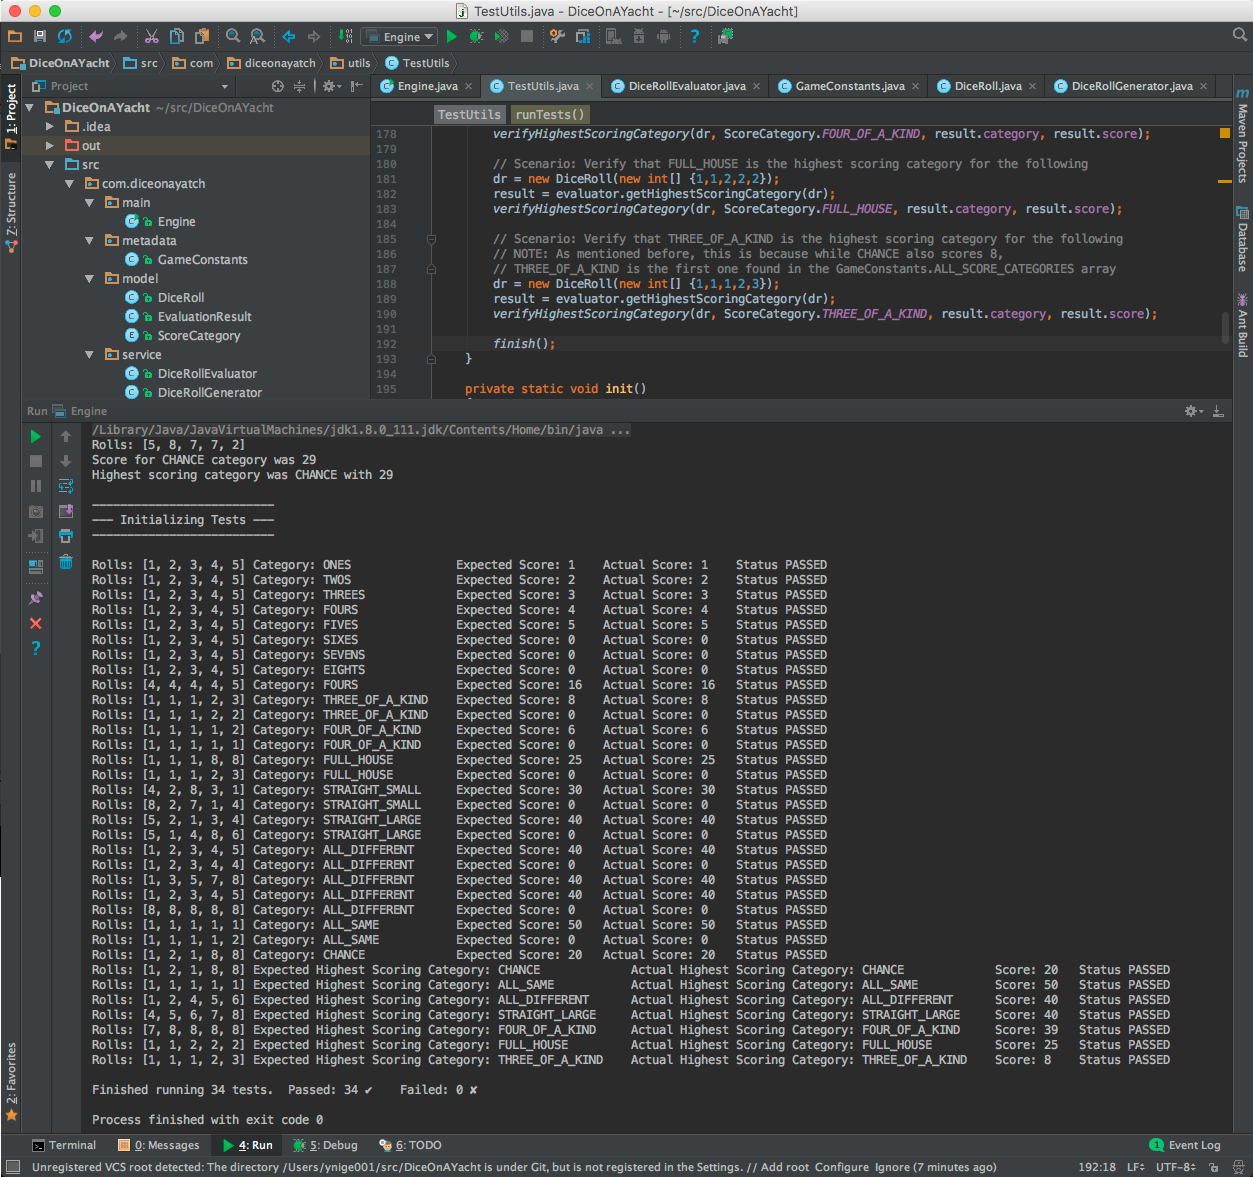 TestUtils.java - DiceOnAYacht - [~/src/DiceOnAYacht]
Engine
DiceOnAYacht src com diceonayatch utils TestUtils
Project
Engine.java TestUtils.java DiceRollEvaluator.java GameConstants.java DiceRoll.java DiceRollGenerator.java
1: Project
Z: Structure
2: Favorites
Maven Projects
Database
Ant Build
DiceOnAYacht ~/src/DiceOnAYacht
.idea
out
src
com.diceonayatch
main
Engine
metadata
GameConstants
model
DiceRoll
EvaluationResult
ScoreCategory
service
DiceRollEvaluator
DiceRollGenerator
TestUtils runTests()
178 verifyHighestScoringCategory(dr, ScoreCategory.FOUR_OF_A_KIND, result.category, result.score);
179
180 // Scenario: Verify that FULL_HOUSE is the highest scoring category for the following
181 dr = new DiceRoll(new int[] {1,1,2,2,2});
182 result = evaluator.getHighestScoringCategory(dr);
183 verifyHighestScoringCategory(dr, ScoreCategory.FULL_HOUSE, result.category, result.score);
184
185 // Scenario: Verify that THREE_OF_A_KIND is the highest scoring category for the following
186 // NOTE: As mentioned before, this is because while CHANCE also scores 8,
187 // THREE_OF_A_KIND is the first one found in the GameConstants.ALL_SCORE_CATEGORIES array
188 dr = new DiceRoll(new int[] {1,1,1,2,3});
189 result = evaluator.getHighestScoringCategory(dr);
190 verifyHighestScoringCategory(dr, ScoreCategory.THREE_OF_A_KIND, result.category, result.score);
191
192 finish();
193 }
194
195 private static void init()
Run Engine
/Library/Java/JavaVirtualMachines/jdk1.8.0_111.jdk/Contents/Home/bin/java ...
Rolls: [5, 8, 7, 7, 2]
Score for CHANCE category was 29
Highest scoring category was CHANCE with 29
--------------------------
--- Initializing Tests ---
--------------------------
Rolls: [1, 2, 3, 4, 5] Category: ONES Expected Score: 1 Actual Score: 1 Status PASSED
Rolls: [1, 2, 3, 4, 5] Category: TWOS Expected Score: 2 Actual Score: 2 Status PASSED
Rolls: [1, 2, 3, 4, 5] Category: THREES Expected Score: 3 Actual Score: 3 Status PASSED
Rolls: [1, 2, 3, 4, 5] Category: FOURS Expected Score: 4 Actual Score: 4 Status PASSED
Rolls: [1, 2, 3, 4, 5] Category: FIVES Expected Score: 5 Actual Score: 5 Status PASSED
Rolls: [1, 2, 3, 4, 5] Category: SIXES Expected Score: 0 Actual Score: 0 Status PASSED
Rolls: [1, 2, 3, 4, 5] Category: SEVENS Expected Score: 0 Actual Score: 0 Status PASSED
Rolls: [1, 2, 3, 4, 5] Category: EIGHTS Expected Score: 0 Actual Score: 0 Status PASSED
Rolls: [4, 4, 4, 4, 5] Category: FOURS Expected Score: 16 Actual Score: 16 Status PASSED
Rolls: [1, 1, 1, 2, 3] Category: THREE_OF_A_KIND Expected Score: 8 Actual Score: 8 Status PASSED
Rolls: [1, 1, 1, 2, 2] Category: THREE_OF_A_KIND Expected Score: 0 Actual Score: 0 Status PASSED
Rolls: [1, 1, 1, 1, 2] Category: FOUR_OF_A_KIND Expected Score: 6 Actual Score: 6 Status PASSED
Rolls: [1, 1, 1, 1, 1] Category: FOUR_OF_A_KIND Expected Score: 0 Actual Score: 0 Status PASSED
Rolls: [1, 1, 1, 8, 8] Category: FULL_HOUSE Expected Score: 25 Actual Score: 25 Status PASSED
Rolls: [1, 1, 1, 2, 3] Category: FULL_HOUSE Expected Score: 0 Actual Score: 0 Status PASSED
Rolls: [4, 2, 8, 3, 1] Category: STRAIGHT_SMALL Expected Score: 30 Actual Score: 30 Status PASSED
Rolls: [8, 2, 7, 1, 4] Category: STRAIGHT_SMALL Expected Score: 0 Actual Score: 0 Status PASSED
Rolls: [5, 2, 1, 3, 4] Category: STRAIGHT_LARGE Expected Score: 40 Actual Score: 40 Status PASSED
Rolls: [5, 1, 4, 8, 6] Category: STRAIGHT_LARGE Expected Score: 0 Actual Score: 0 Status PASSED
Rolls: [1, 2, 3, 4, 5] Category: ALL_DIFFERENT Expected Score: 40 Actual Score: 40 Status PASSED
Rolls: [1, 2, 3, 4, 4] Category: ALL_DIFFERENT Expected Score: 0 Actual Score: 0 Status PASSED
Rolls: [1, 3, 5, 7, 8] Category: ALL_DIFFERENT Expected Score: 40 Actual Score: 40 Status PASSED
Rolls: [1, 2, 3, 4, 5] Category: ALL_DIFFERENT Expected Score: 40 Actual Score: 40 Status PASSED
Rolls: [8, 8, 8, 8, 8] Category: ALL_DIFFERENT Expected Score: 0 Actual Score: 0 Status PASSED
Rolls: [1, 1, 1, 1, 1] Category: ALL_SAME Expected Score: 50 Actual Score: 50 Status PASSED
Rolls: [1, 1, 1, 1, 2] Category: ALL_SAME Expected Score: 0 Actual Score: 0 Status PASSED
Rolls: [1, 2, 1, 8, 8] Category: CHANCE Expected Score: 20 Actual Score: 20 Status PASSED
Rolls: [1, 2, 1, 8, 8] Expected Highest Scoring Category: CHANCE Actual Highest Scoring Category: CHANCE Score: 20 Status PASSED
Rolls: [1, 1, 1, 1, 1] Expected Highest Scoring Category: ALL_SAME Actual Highest Scoring Category: ALL_SAME Score: 50 Status PASSED
Rolls: [1, 2, 4, 5, 6] Expected Highest Scoring Category: ALL_DIFFERENT Actual Highest Scoring Category: ALL_DIFFERENT Score: 40 Status PASSED
Rolls: [4, 5, 6, 7, 8] Expected Highest Scoring Category: STRAIGHT_LARGE Actual Highest Scoring Category: STRAIGHT_LARGE Score: 40 Status PASSED
Rolls: [7, 8, 8, 8, 8] Expected Highest Scoring Category: FOUR_OF_A_KIND Actual Highest Scoring Category: FOUR_OF_A_KIND Score: 39 Status PASSED
Rolls: [1, 1, 2, 2, 2] Expected Highest Scoring Category: FULL_HOUSE Actual Highest Scoring Category: FULL_HOUSE Score: 25 Status PASSED
Rolls: [1, 1, 1, 2, 3] Expected Highest Scoring Category: THREE_OF_A_KIND Actual Highest Scoring Category: THREE_OF_A_KIND Score: 8 Status PASSED
Finished running 34 tests. Passed: 34 ✔ Failed: 0 ✘
Process finished with exit code 0
Terminal 0: Messages 4: Run 5: Debug 6: TODO 1 Event Log
Unregistered VCS root detected: The directory /Users/ynige001/src/DiceOnAYacht is under Git, but is not registered in the Settings. // Add root Configure Ignore (7 minutes ago) 192:18 LF÷ UTF-8÷